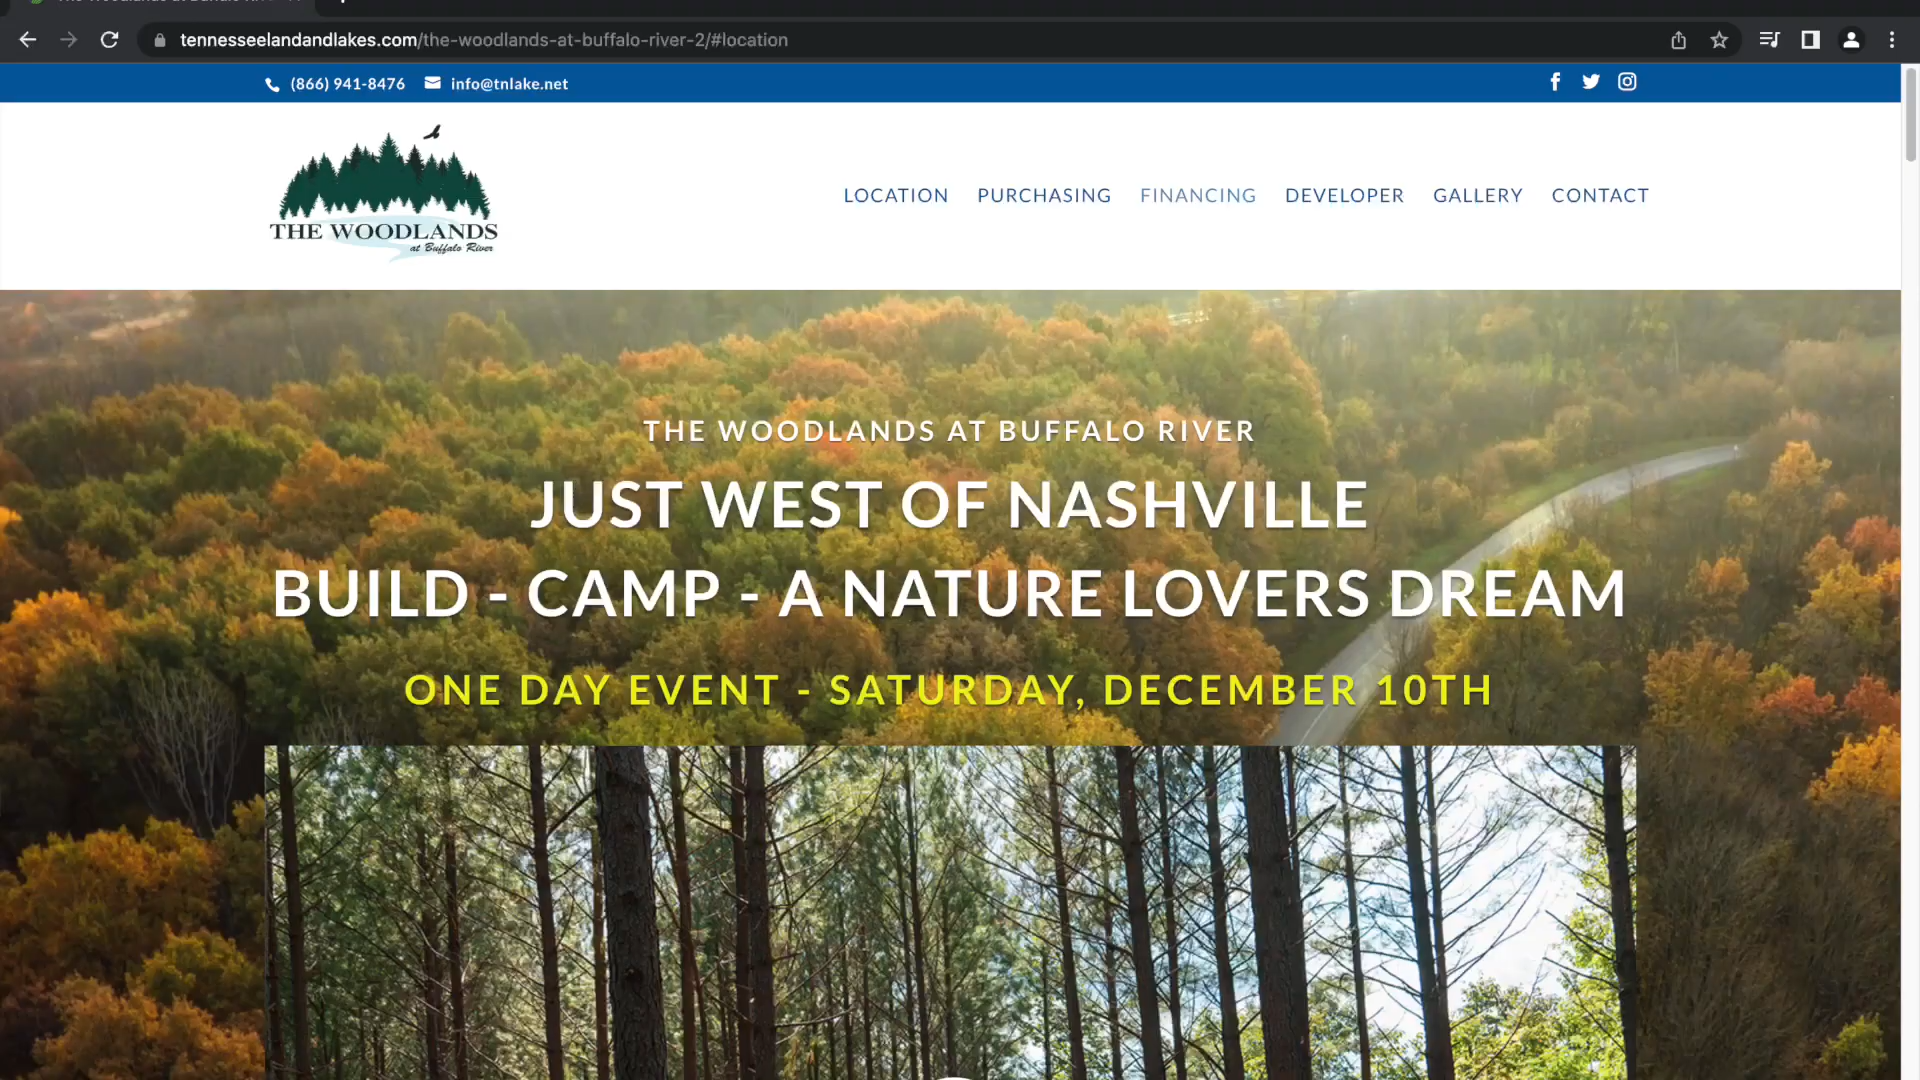 tennesseelandandlakes.com/the-woodlands-at-buffalo-river-2/#location
(866) 941-8476 info@tnlake.net
THE WOODLANDS
at Buffalo River
LOCATION PURCHASING FINANCING DEVELOPER GALLERY CONTACT
THE WOODLANDS AT BUFFALO RIVER
JUST WEST OF NASHVILLE
BUILD - CAMP - A NATURE LOVERS DREAM
ONE DAY EVENT - SATURDAY, DECEMBER 10TH